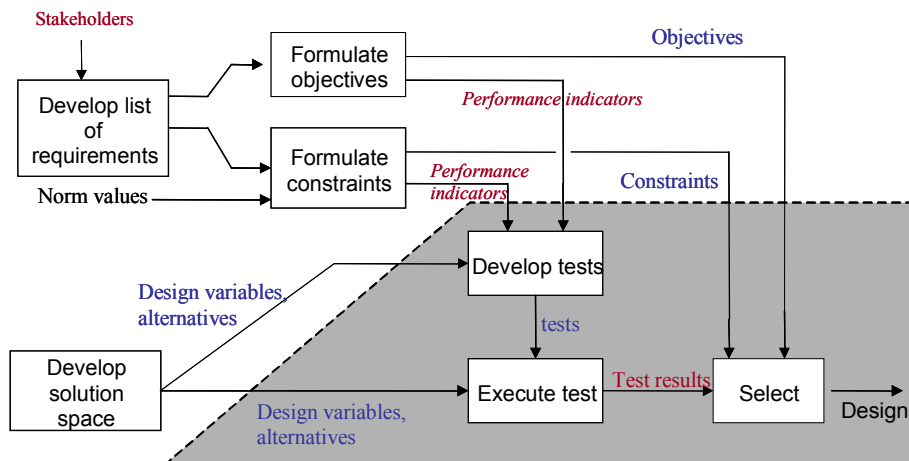 Stakeholders
Develop list
of
requirements
Norm values
Formulate
objectives
Objectives
Performance indicators
Formulate
constraints
Performance
indicators
Constraints
Develop tests
Design variables,
alternatives
tests
Develop
solution
space
Design variables,
alternatives
Execute test
Test results
Select
Design